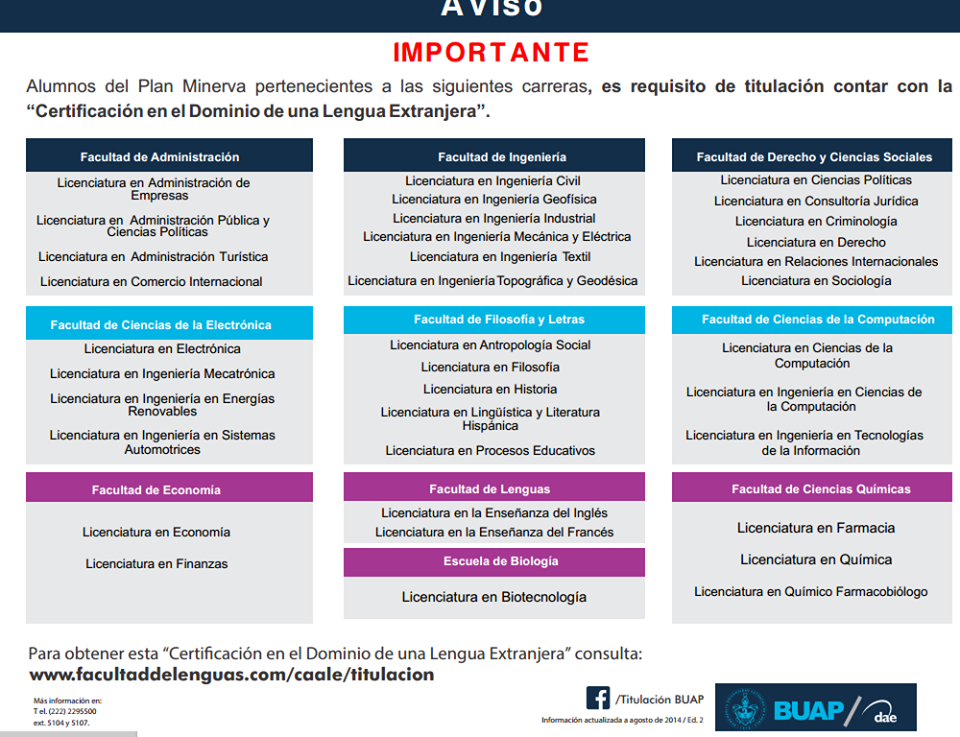 Aviso
IMPORTANTE
Alumnos del Plan Minerva pertenecientes a las siguientes carreras, es requisito de titulación contar con la
“Certificación en el Dominio de una Lengua Extranjera”.
Facultad de Administración
Licenciatura en Administración de
Empresas
Licenciatura en Administración Pública y
Ciencias Políticas
Licenciatura en Administración Turística
Licenciatura en Comercio Internacional
Facultad de Ingeniería
Licenciatura en Ingeniería Civil
Licenciatura en Ingeniería Geofísica
Licenciatura en Ingeniería Industrial
Licenciatura en Ingeniería Mecánica y Eléctrica
Licenciatura en Ingeniería Textil
Licenciatura en Ingeniería Topográfica y Geodésica
Facultad de Derecho y Ciencias Sociales
Licenciatura en Ciencias Políticas
Licenciatura en Consultoría Jurídica
Licenciatura en Criminología
Licenciatura en Derecho
Licenciatura en Relaciones Internacionales
Licenciatura en Sociología
Facultad de Ciencias de la Electrónica
Licenciatura en Electrónica
Licenciatura en Ingeniería Mecatrónica
Licenciatura en Ingeniería en Energías
Renovables
Licenciatura en Ingeniería en Sistemas
Automotrices
Facultad de Filosofía y Letras
Licenciatura en Antropología Social
Licenciatura en Filosofía
Licenciatura en Historia
Licenciatura en Lingüística y Literatura
Hispánica
Licenciatura en Procesos Educativos
Facultad de Ciencias de la Computación
Licenciatura en Ciencias de la
Computación
Licenciatura en Ingeniería en Ciencias de
la Computación
Licenciatura en Ingeniería en Tecnologías
de la Información
Facultad de Economía
Licenciatura en Economía
Licenciatura en Finanzas
Facultad de Lenguas
Licenciatura en la Enseñanza del Inglés
Licenciatura en la Enseñanza del Francés
Escuela de Biología
Licenciatura en Biotecnología
Facultad de Ciencias Químicas
Licenciatura en Farmacia
Licenciatura en Química
Licenciatura en Químico Farmacobiólogo
Para obtener esta “Certificación en el Dominio de una Lengua Extranjera” consulta:
www.facultaddelenguas.com/caale/titulacion
Más información en:
Tel. (222) 2295500
ext. 5104 y 5107.
/Titulación BUAP
Información actualizada a agosto de 2014 / Ed. 2
BUAP / dae